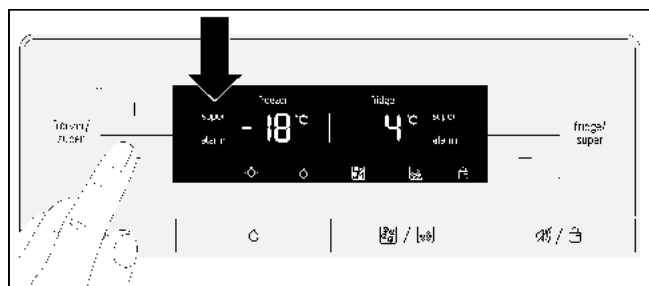 freezer/
super
freezer
super
alarm
- 18 °C
fridge
4 °C
super
alarm
fridge/
super